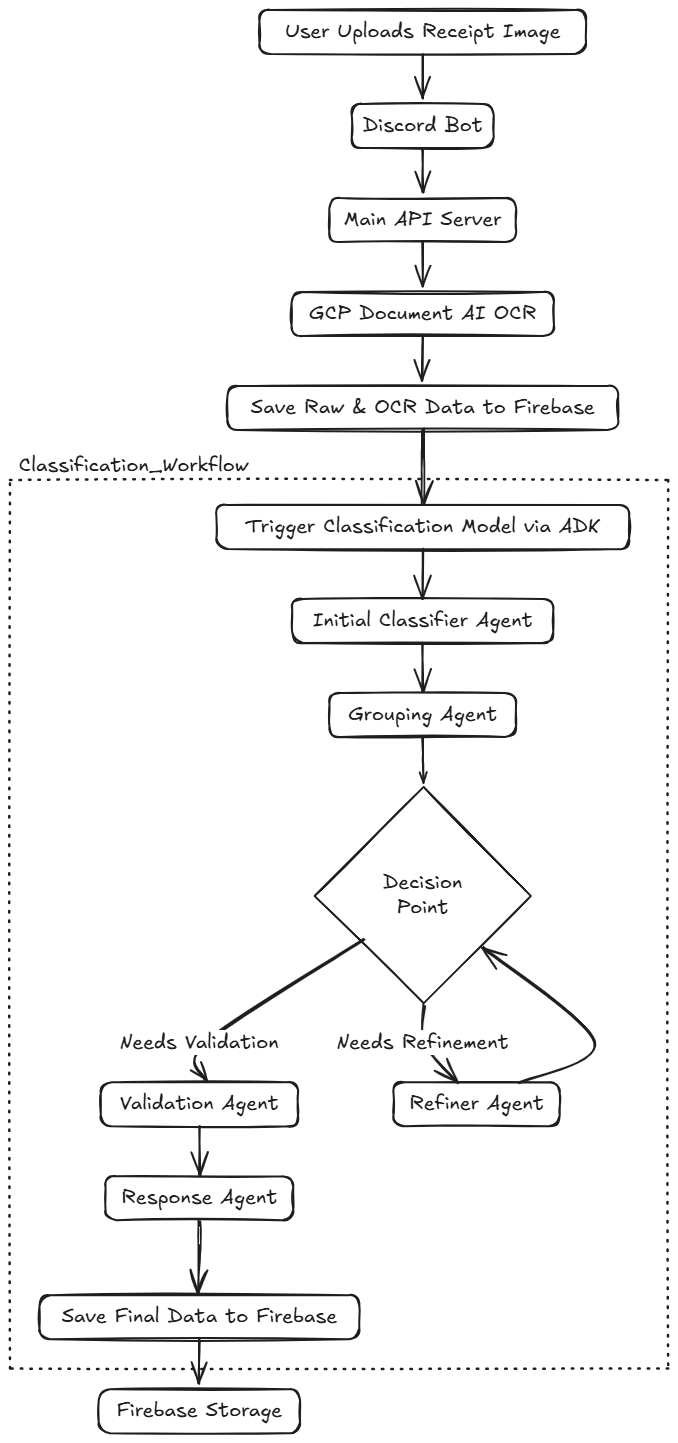 User Uploads Receipt Image
Discord Bot
Main API Server
GCP Document AI OCR
Save Raw & OCR Data to Firebase
Classification_Workflow
Trigger Classification Model via ADK
Initial Classifier Agent
Grouping Agent
Decision
Point
Needs Validation
Needs Refinement
Validation Agent
Refiner Agent
Response Agent
Save Final Data to Firebase
Firebase Storage